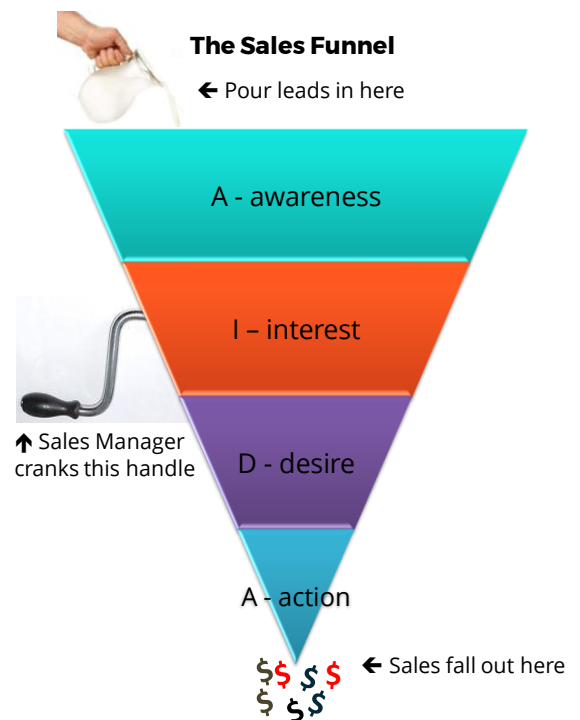 The Sales Funnel
← Pour leads in here
A - awareness
I – interest
↑ Sales Manager
cranks this handle
D - desire
A - action
← Sales fall out here
$ $ $ $
$ $ $